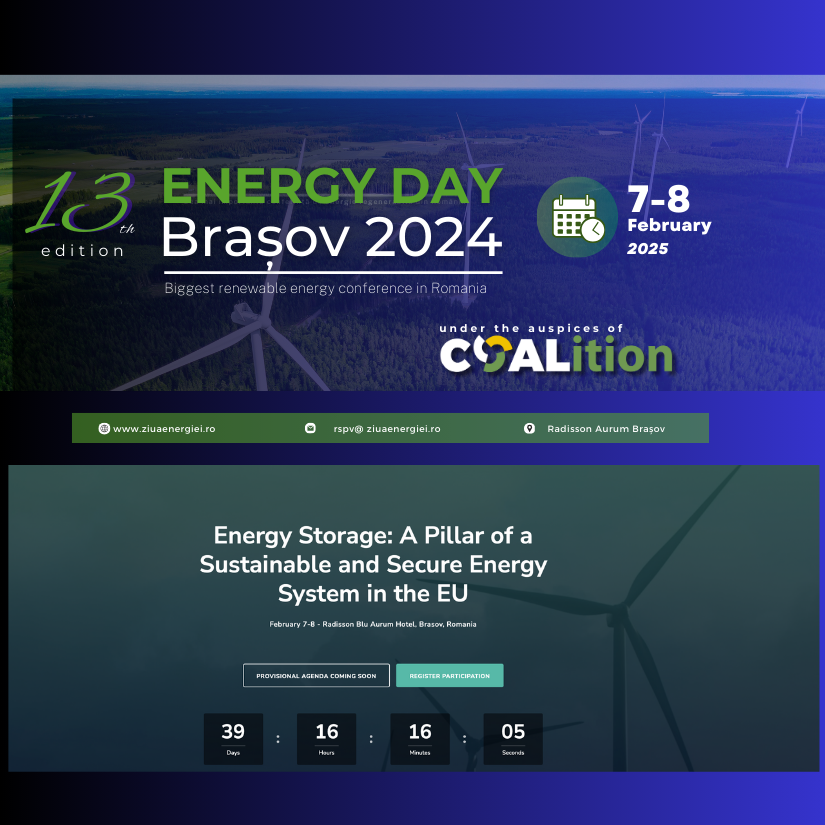 13th
edition
ENERGY DAY
Brașov 2024
Biggest renewable energy conference in Romania
7-8
February
2025
under the auspices of
COALition
www.ziuaenergiei.ro
rspv@ ziuaenergiei.ro
Radisson Aurum Brașov
Energy Storage: A Pillar of a
Sustainable and Secure Energy
System in the EU
February 7-8 - Radisson Blu Aurum Hotel, Brasov, Romania
PROVISIONAL AGENDA COMING SOON
REGISTER PARTICIPATION
39 : 16 : 16 : 05
Days Hours Minutes Seconds